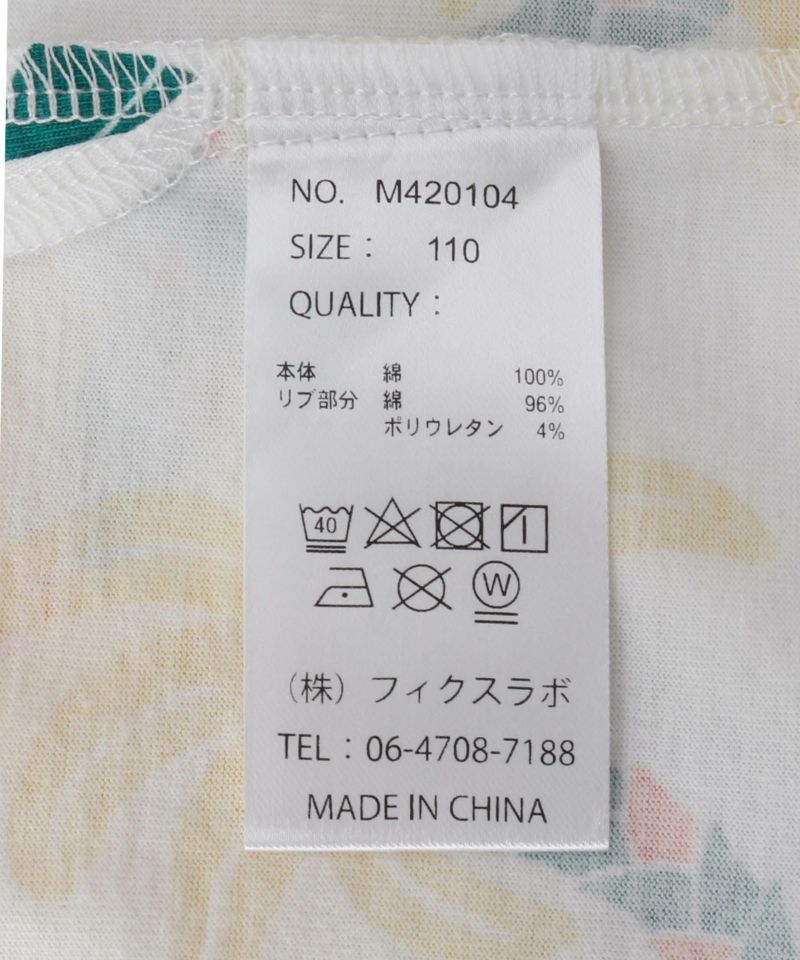 NO. M420104
SIZE： 110
QUALITY：
本体 綿 100%
リブ部分 綿 96%
ポリウレタン 4%
40
W
（株）フィクスラボ
TEL：06-4708-7188
MADE IN CHINA